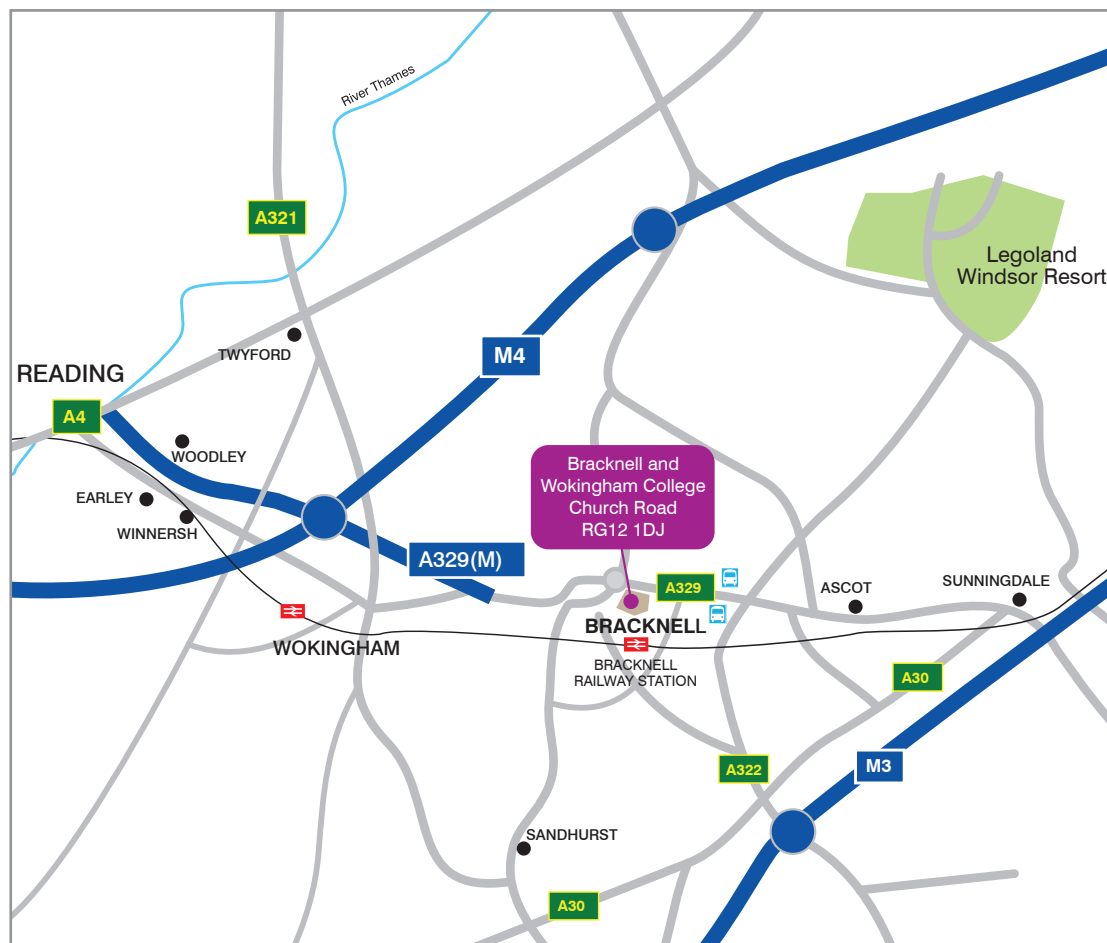 River Thames
A321
Legoland
Windsor Resort
TWYFORD
M4
READING
A4
WOODLEY
EARLEY
WINNERSH
Bracknell and
Wokingham College
Church Road
RG12 1DJ
A329(M)
A329
ASCOT
SUNNINGDALE
BRACKNELL
WOKINGHAM
BRACKNELL
RAILWAY STATION
A30
A322
M3
SANDHURST
A30